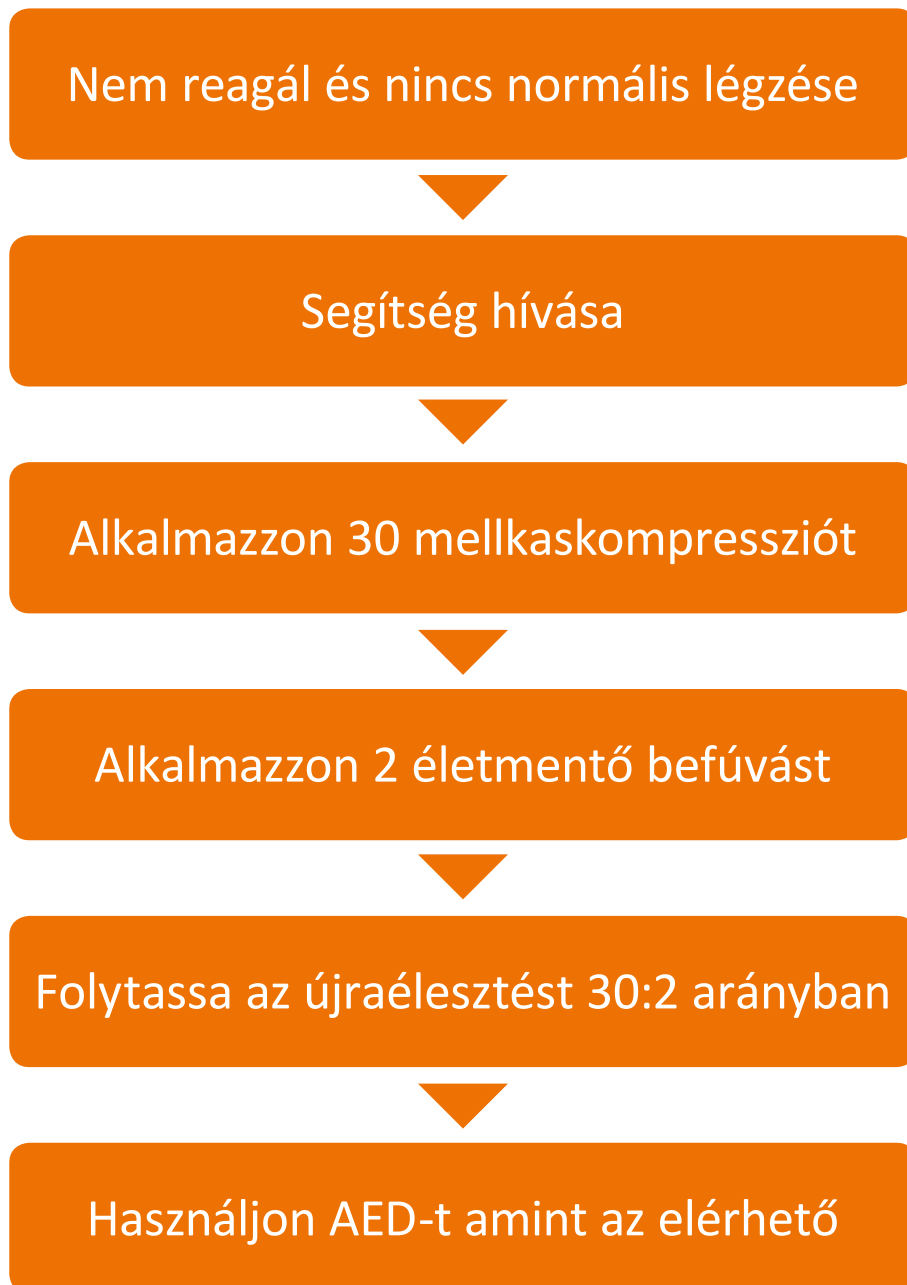 Nem reagál és nincs normális légzése
Segítség hívása
Alkalmazzon 30 mellkaskompressziót
Alkalmazzon 2 életmentő befúvást
Folytassa az újraélesztést 30:2 arányban
Használjon AED-t amint az elérhető